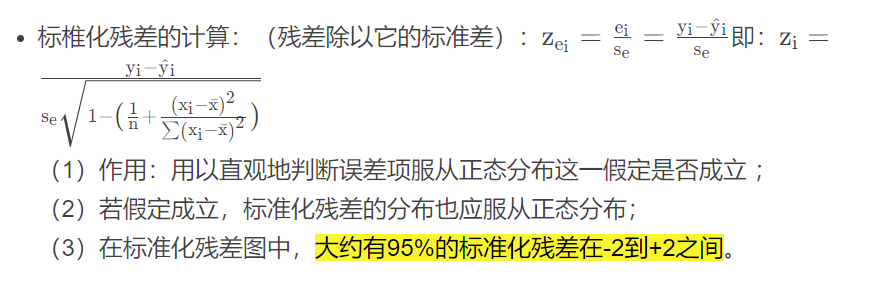 • 标椎化残差的计算：（残差除以它的标准差）：z_{e_i} = \frac{e_i}{s_e} = \frac{y_i-\hat{y}_i}{s_e}即：z_i =
\frac{y_i-\hat{y}_i}{s_e\sqrt{1-\left(\frac{1}{n}+\frac{(x_i-\bar{x})^2}{\sum(x_i-\bar{x})^2}\right)}}
（1）作用：用以直观地判断误差项服从正态分布这一假定是否成立；
（2）若假定成立，标准化残差的分布也应服从正态分布；
（3）在标准化残差图中，大约有95%的标准化残差在-2到+2之间。